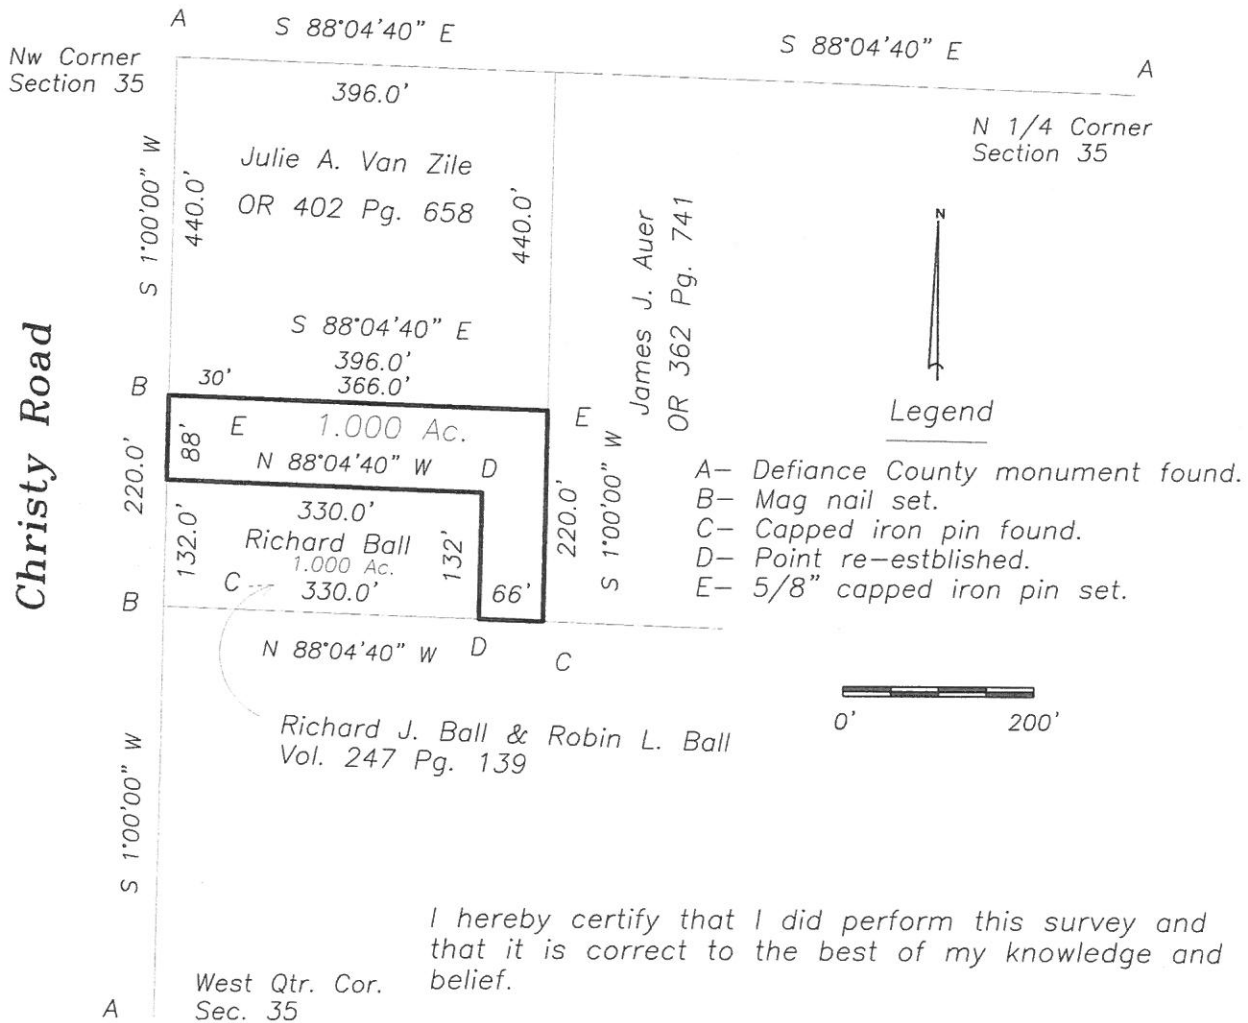 A
S 88°04'40" E
S 88°04'40" E
A
Nw Corner
Section 35
396.0'
N 1/4 Corner
Section 35
S 1°00'00" W
440.0'
Julie A. Van Zile
OR 402 Pg. 658
440.0'
James J. Auer
OR 362 Pg. 741
N
S 88°04'40" E
396.0'
30'
366.0'
B
E
Christy Road
220.0'
88'
E
1.000 Ac.
N 88°04'40" W
D
220.0'
S 1°00'00" W
Legend
A– Defiance County monument found.
B– Mag nail set.
C– Capped iron pin found.
D– Point re–estblished.
E– 5/8" capped iron pin set.
132.0'
330.0'
Richard Ball
1.000 Ac.
330.0'
132'
66'
C
B
N 88°04'40" W
D
C
0'
200'
Richard J. Ball & Robin L. Ball
Vol. 247 Pg. 139
S 1°00'00" W
I hereby certify that I did perform this survey and
that it is correct to the best of my knowledge and
belief.
West Qtr. Cor.
Sec. 35
A